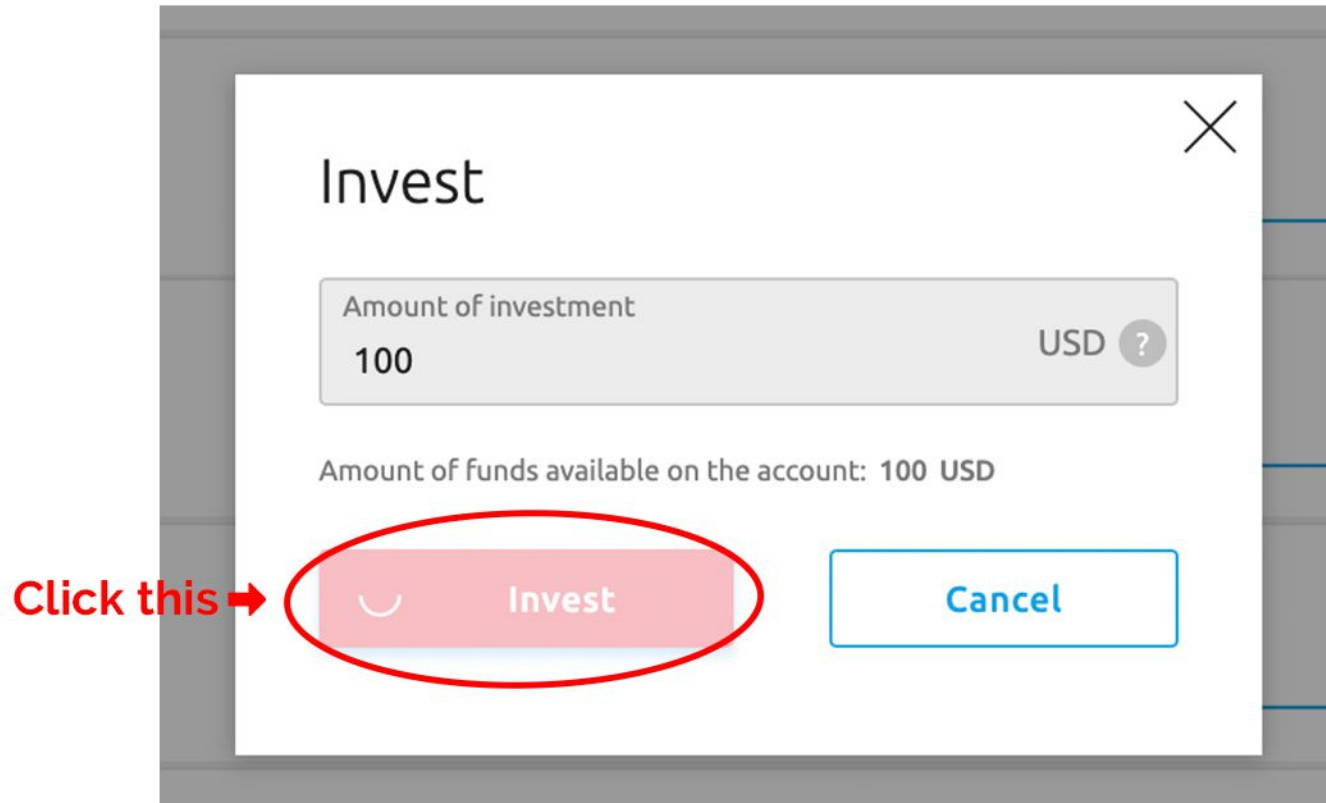 Invest
Amount of investment
100
USD ?
Amount of funds available on the account: 100 USD
Click this
Invest
Cancel